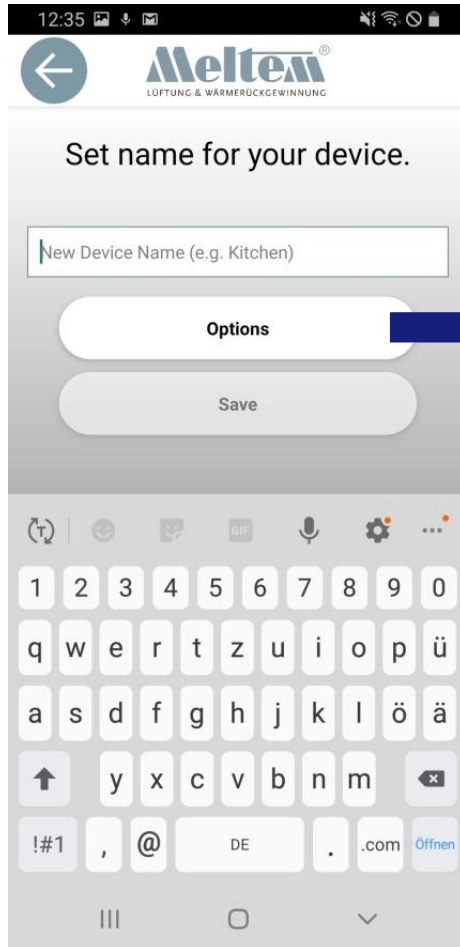 12:35
Meltem®
LÜFTUNG & WÄRMERÜCKGEWINNUNG
Set name for your device.
New Device Name (e.g. Kitchen)
Options
Save
GIF
1 2 3 4 5 6 7 8 9 0
q w e r t z u i o p ü
a s d f g h j k l ö ä
y x c v b n m
!#1 , @ DE . .com Öffnen